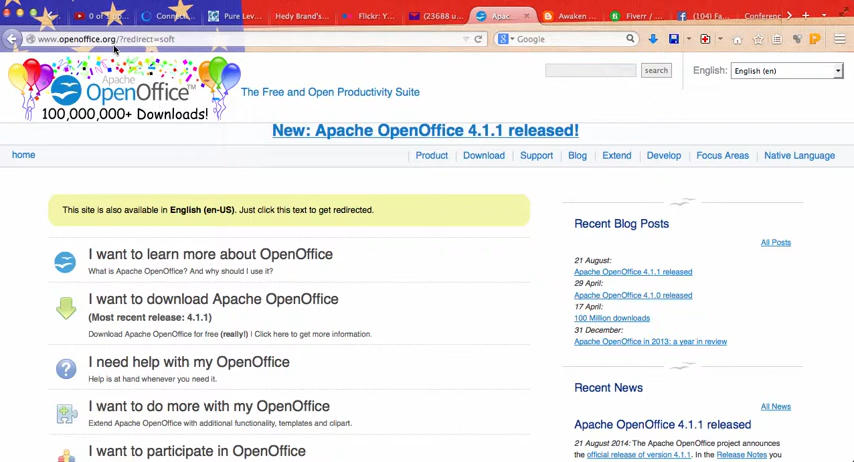 0 of
Connect
Pure Lev
Hedy Brand's
Flickr: Y
(23688 u
Apac
Awaken
Fiverr /
(104) Fa
Conferenc
www.openoffice.org/?redirect=soft
Google
Apache
OpenOffice™
100,000,000+ Downloads!
The Free and Open Productivity Suite
search
English:
English (en)
New: Apache OpenOffice 4.1.1 released!
home
Product
Download
Support
Blog
Extend
Develop
Focus Areas
Native Language
This site is also available in English (en-US). Just click this text to get redirected.
I want to learn more about OpenOffice
What is Apache OpenOffice? And why should I use it?
I want to download Apache OpenOffice
(Most recent release: 4.1.1)
Download Apache OpenOffice for free (really!) | Click here to get more information.
I need help with my OpenOffice
Help is at hand whenever you need it.
I want to do more with my OpenOffice
Extend Apache OpenOffice with additional functionality, templates and clipart.
I want to participate in OpenOffice
Recent Blog Posts
All Posts
21 August:
Apache OpenOffice 4.1.1 released
29 April:
Apache OpenOffice 4.1.0 released
17 April:
100 Million downloads
31 December:
Apache OpenOffice in 2013: a year in review
Recent News
All News
Apache OpenOffice 4.1.1 released
21 August 2014: The Apache OpenOffice project announces
the official release of version 4.1.1. In the Release Notes you